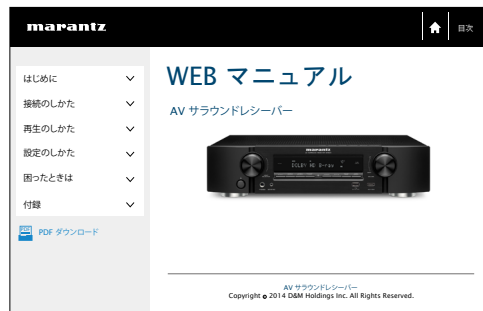 marantz
目次
はじめに
接続のしかた
再生のしかた
設定のしかた
困ったときは
付録
PDF ダウンロード
WEB マニュアル
AV サラウンドレシーバー
marantz
AV サラウンドレシーバー
Copyright © 2014 D&M Holdings Inc. All Rights Reserved.